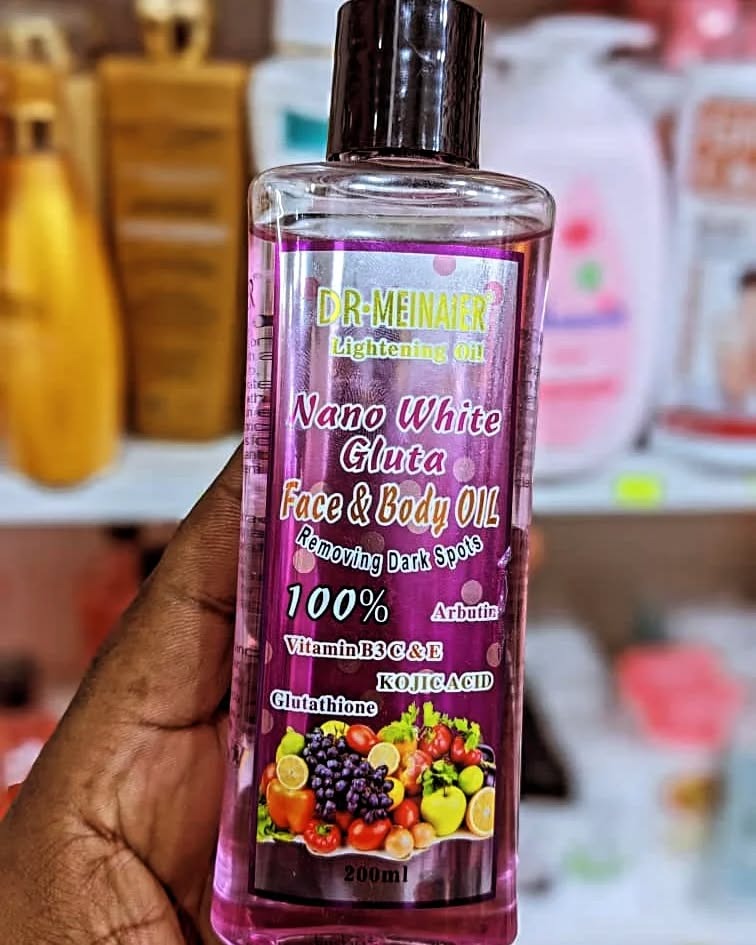 DR•MEINAIER
Lightening Oil
Nano White
Gluta
Face & Body OIL
Removing Dark Spots
100%
Arbutin
Vitamin B3 C & E
KOJIC ACID
Glutathione
200ml